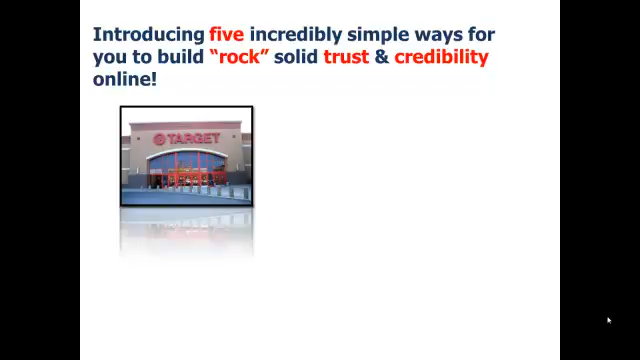 Introducing five incredibly simple ways for
you to build “rock” solid trust & credibility
online!
TARGET